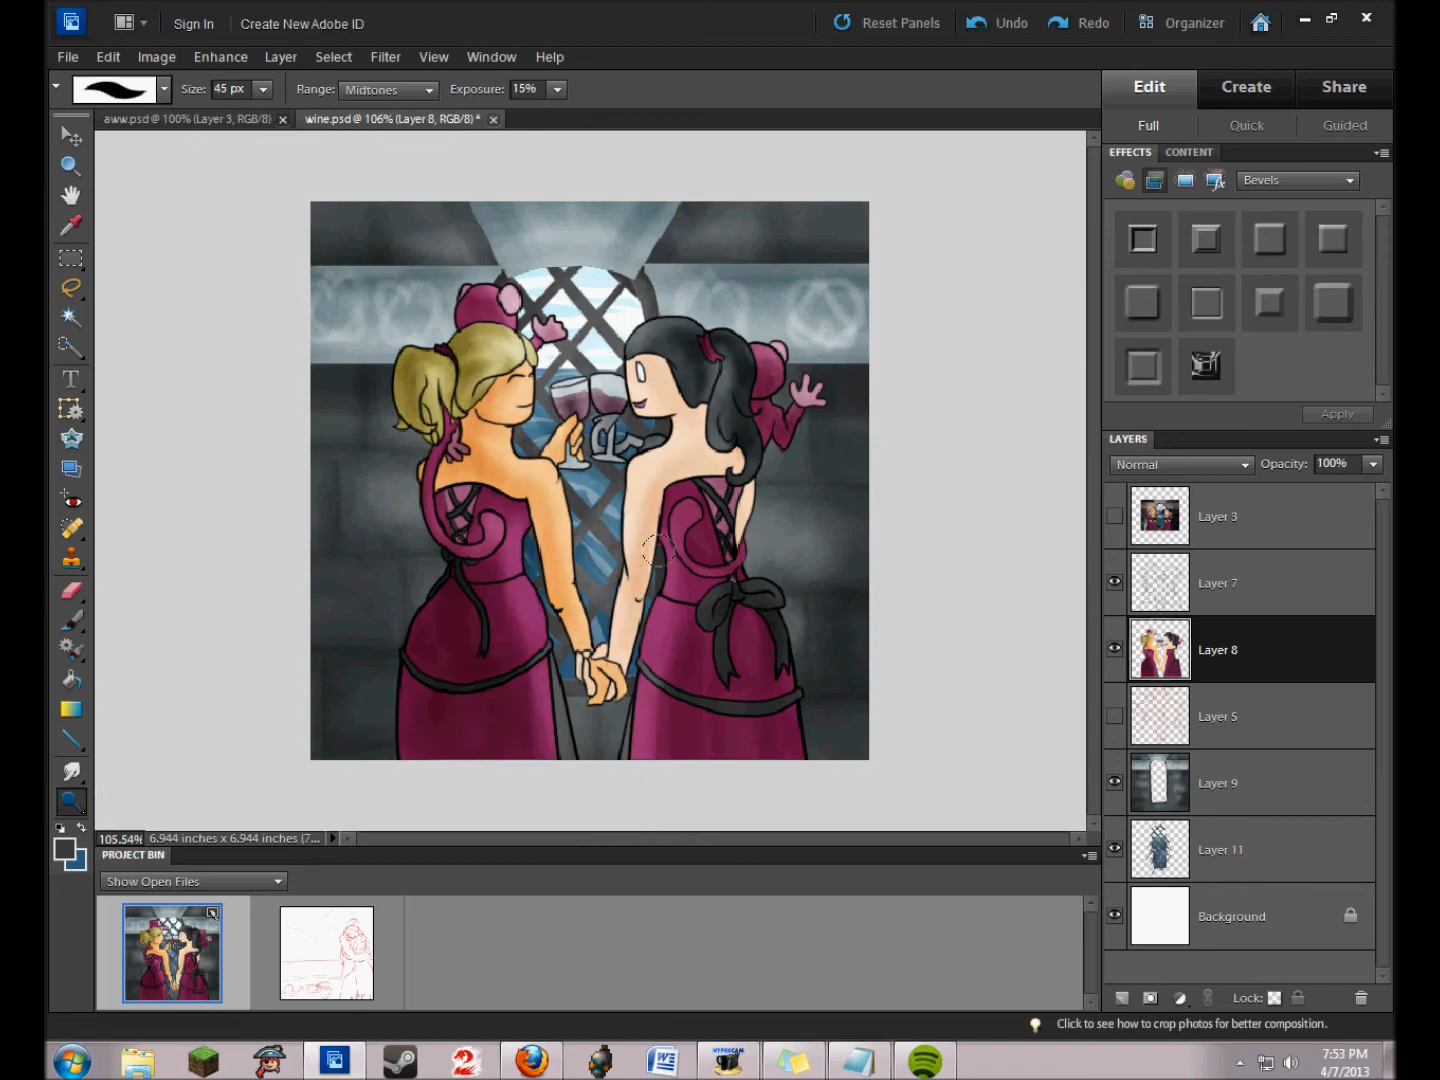 Sign In Create New Adobe ID Reset Panels Undo Redo Organizer
File Edit Image Enhance Layer Select Filter View Window Help
Size: 45 px Range: Midtones Exposure: 15%
Edit Create Share
aww.psd @ 100% (Layer 3, RGB/8) wine.psd @ 106% (Layer 8, RGB/8) *
Full Quick Guided
EFFECTS CONTENT
Bevels
Apply
LAYERS
Normal Opacity: 100%
Layer 3
Layer 7
Layer 8
Layer 5
Layer 9
Layer 11
Background
Lock:
105.54% 6.944 inches x 6.944 inches (7...
PROJECT BIN
Show Open Files
Click to see how to crop photos for better composition.
HYPERCAM
7:53 PM
4/7/2013